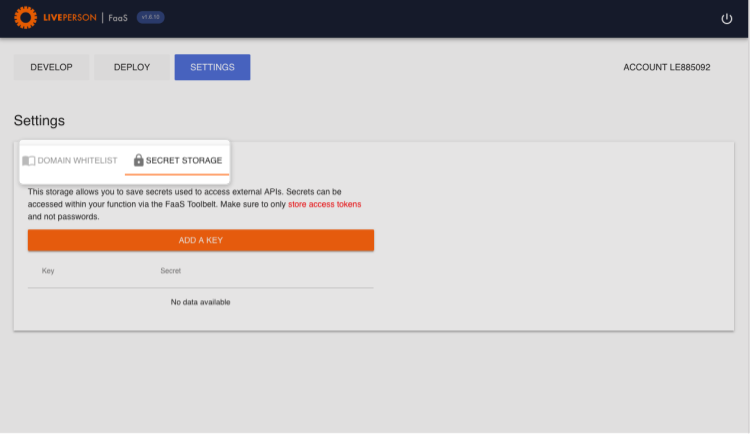 LIVEPERSON FaaS v1.6.10
DEVELOP DEPLOY SETTINGS ACCOUNT LE885092
Settings
DOMAIN WHITELIST SECRET STORAGE
This storage allows you to save secrets used to access external APIs. Secrets can be
accessed within your function via the FaaS Toolbelt. Make sure to only store access tokens
and not passwords.
ADD A KEY
Key Secret
No data available